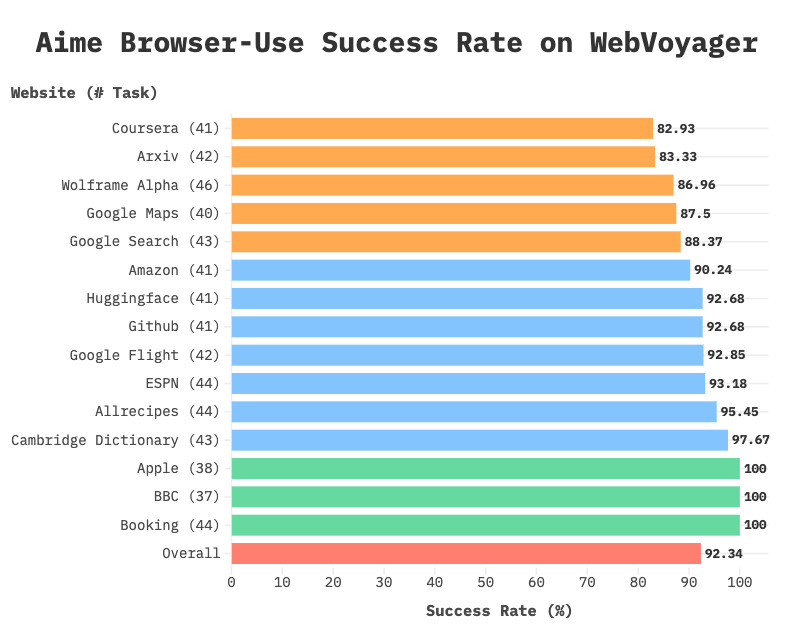 Aime Browser-Use Success Rate on WebVoyager
Website (# Task)
Coursera (41) 82.93
Arxiv (42) 83.33
Wolframe Alpha (46) 86.96
Google Maps (40) 87.5
Google Search (43) 88.37
Amazon (41) 90.24
Huggingface (41) 92.68
Github (41) 92.68
Google Flight (42) 92.85
ESPN (44) 93.18
Allrecipes (44) 95.45
Cambridge Dictionary (43) 97.67
Apple (38) 100
BBC (37) 100
Booking (44) 100
Overall 92.34
0 10 20 30 40 50 60 70 80 90 100
Success Rate (%)